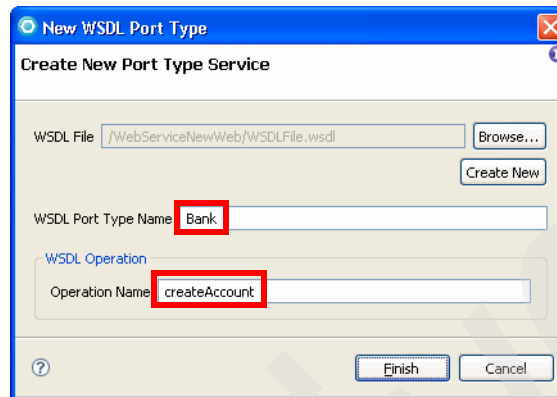 New WSDL Port Type
Create New Port Type Service
WSDL File /WebServiceNewWeb/WSDLFile.wsdl Browse...
Create New
WSDL Port Type Name Bank
WSDL Operation
Operation Name createAccount
? Finish Cancel